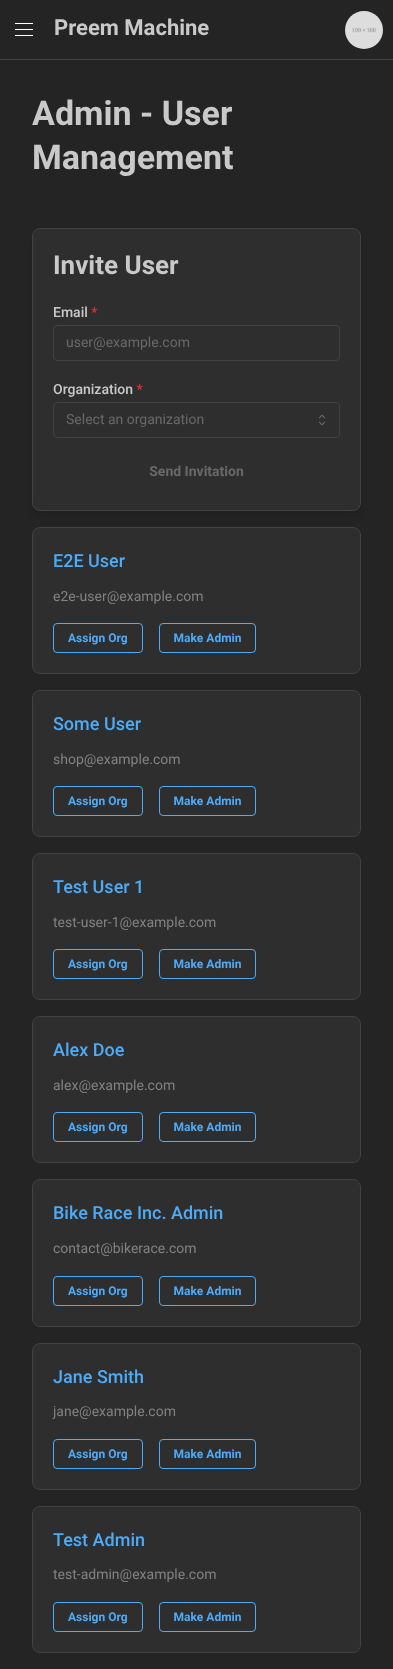 Preem Machine
100 × 100
Admin - User
Management
Invite User
Email *
user@example.com
Organization *
Select an organization
Send Invitation
E2E User
e2e-user@example.com
Assign Org
Make Admin
Some User
shop@example.com
Assign Org
Make Admin
Test User 1
test-user-1@example.com
Assign Org
Make Admin
Alex Doe
alex@example.com
Assign Org
Make Admin
Bike Race Inc. Admin
contact@bikerace.com
Assign Org
Make Admin
Jane Smith
jane@example.com
Assign Org
Make Admin
Test Admin
test-admin@example.com
Assign Org
Make Admin